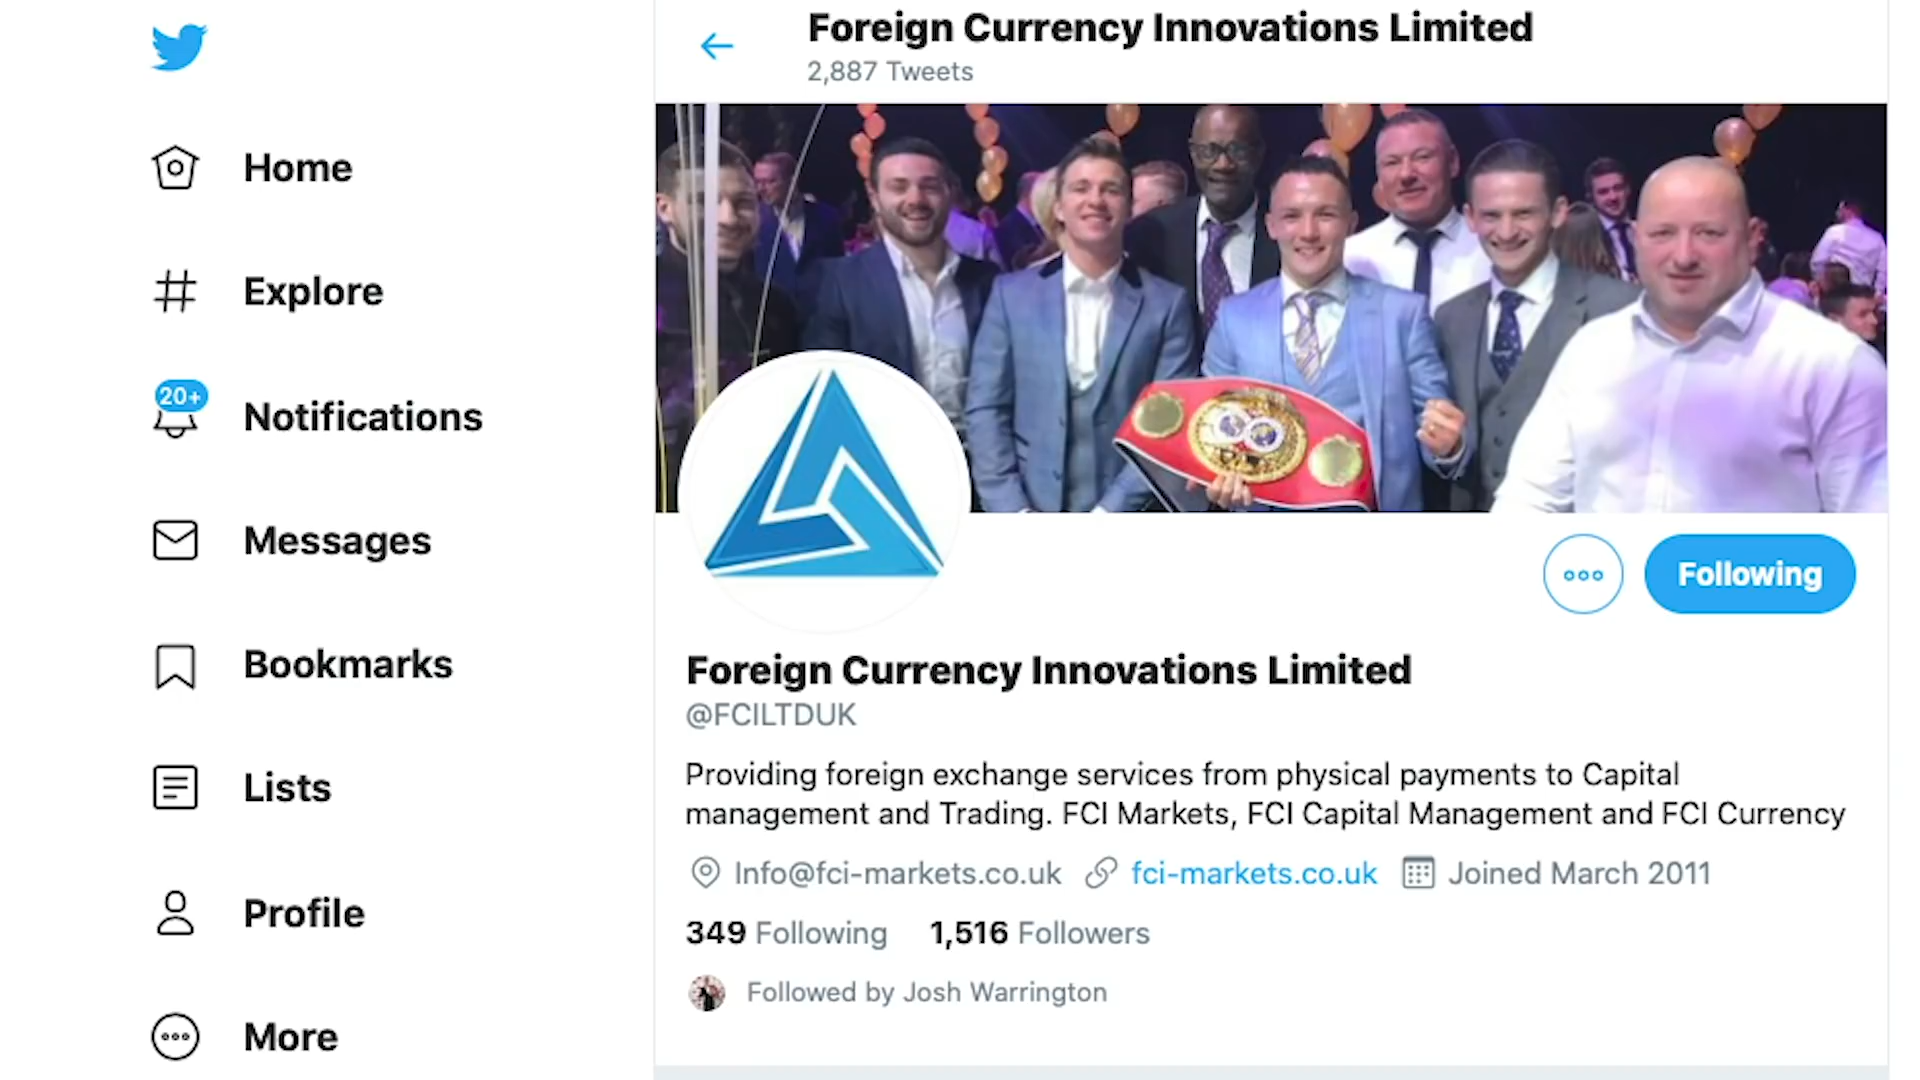 Foreign Currency Innovations Limited
2,887 Tweets
Home
Explore
20+
Notifications
Messages
Bookmarks
Lists
Profile
More
Following
Foreign Currency Innovations Limited
@FCILTDUK
Providing foreign exchange services from physical payments to Capital
management and Trading. FCI Markets, FCI Capital Management and FCI Currency
Info@fci-markets.co.uk fci-markets.co.uk Joined March 2011
349 Following 1,516 Followers
Followed by Josh Warrington